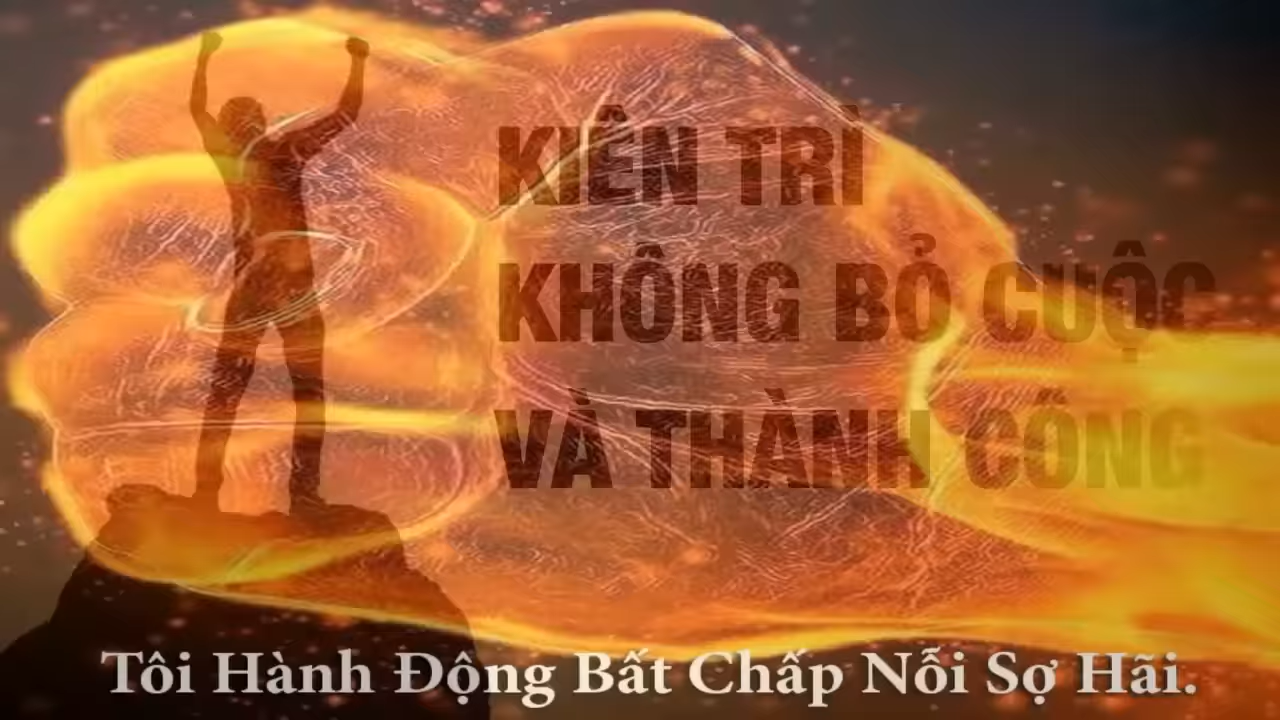 KIÊN TRÌ
KHÔNG BỎ CUỘC
VÀ THÀNH CÔNG
Tôi Hành Động Bất Chấp Nỗi Sợ Hãi.